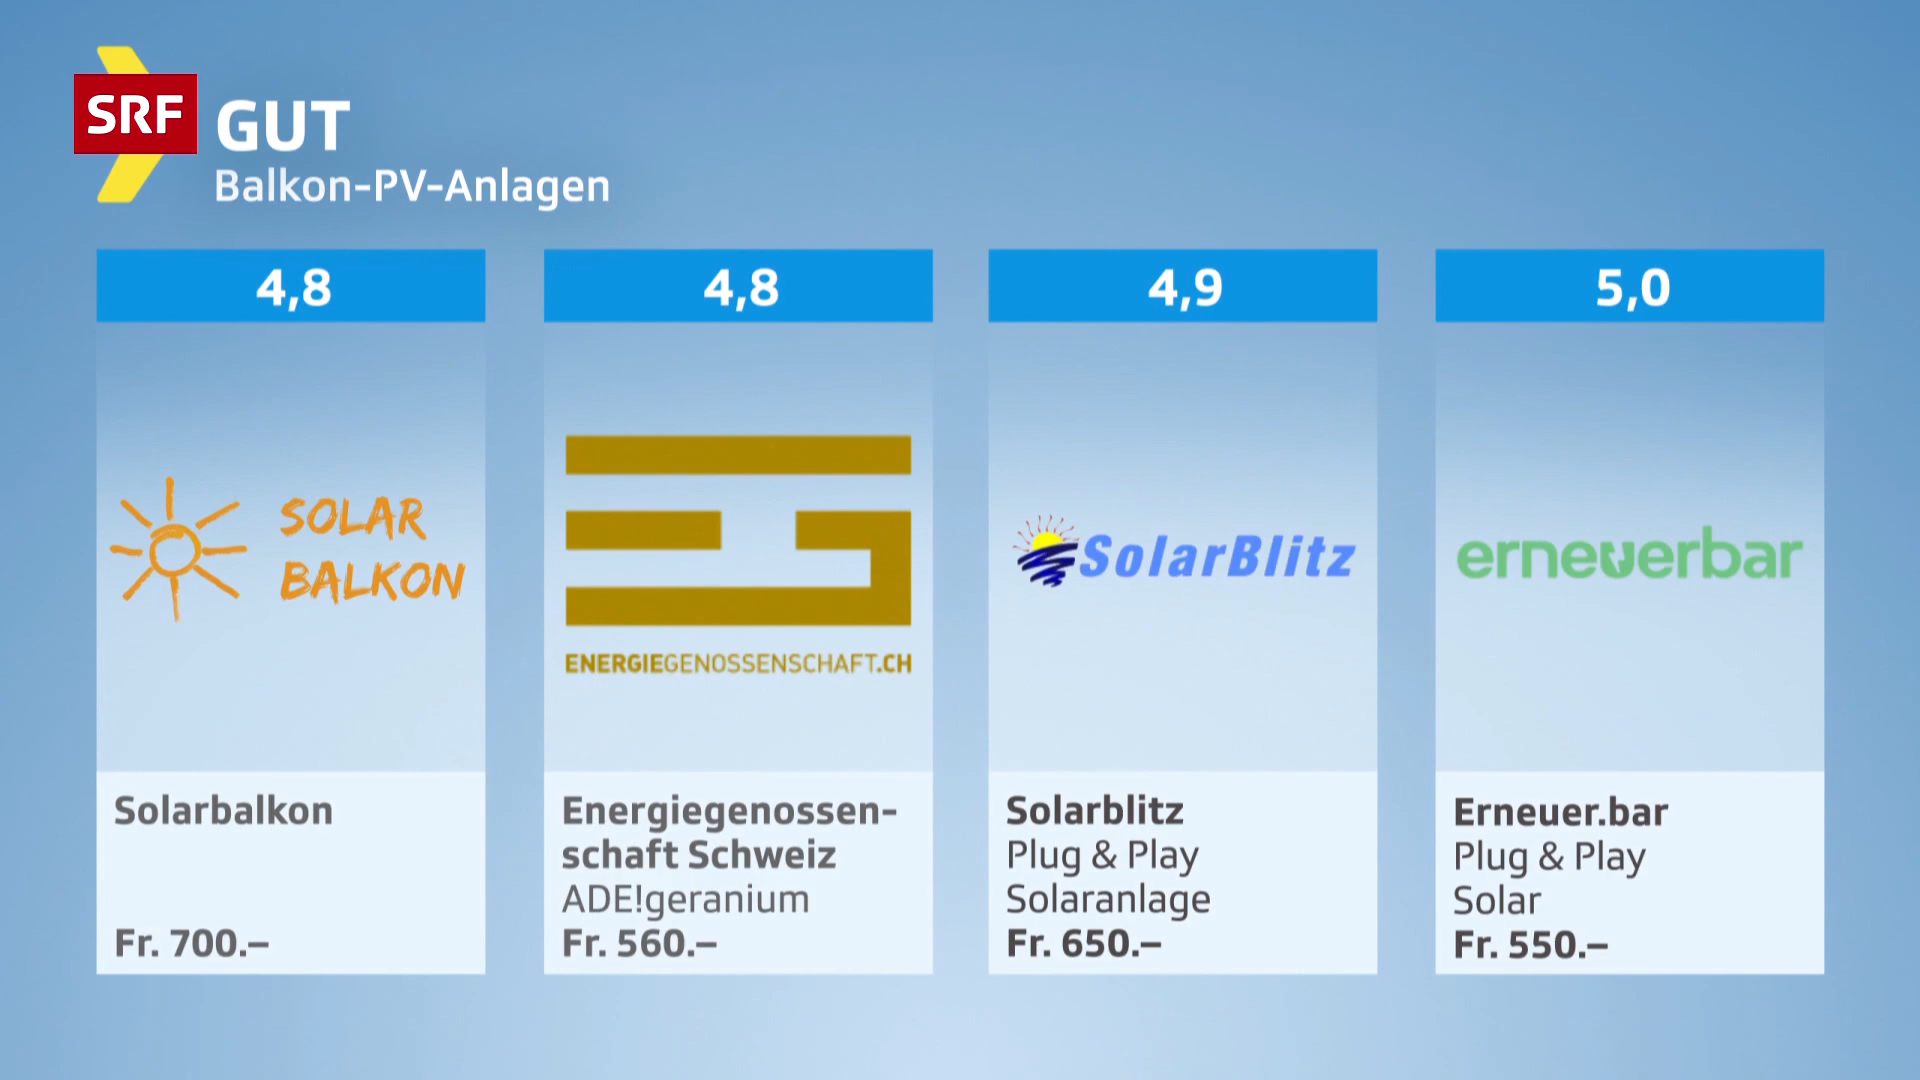 SRF
GUT
Balkon-PV-Anlagen
4,8
SOLAR
BALKON
Solarbalkon
Fr. 700.–
4,8
ENERGIEGENOSSENSCHAFT.CH
Energiegenossen-
schaft Schweiz
ADE!geranium
Fr. 560.–
4,9
SolarBlitz
Solarblitz
Plug & Play
Solaranlage
Fr. 650.–
5,0
erneuerbar
Erneuer.bar
Plug & Play
Solar
Fr. 550.–